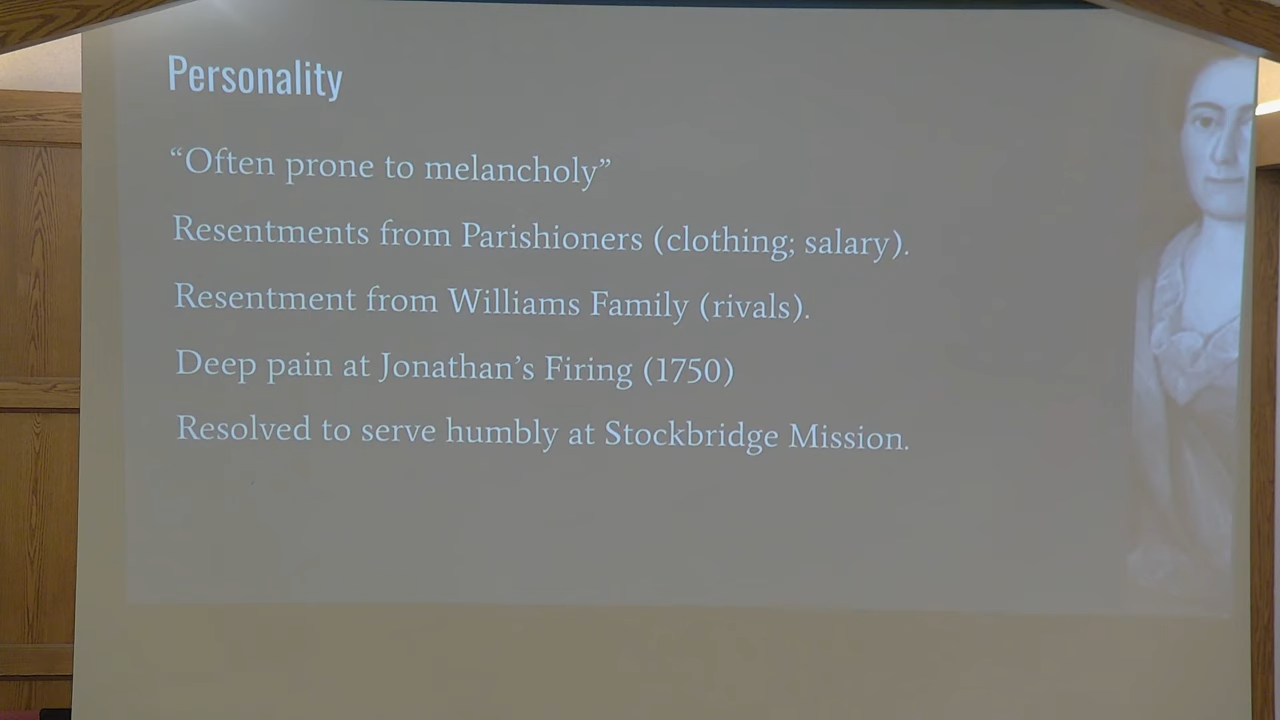 Personality
“Often prone to melancholy”
Resentments from Parishioners (clothing; salary).
Resentment from Williams Family (rivals).
Deep pain at Jonathan’s Firing (1750)
Resolved to serve humbly at Stockbridge Mission.